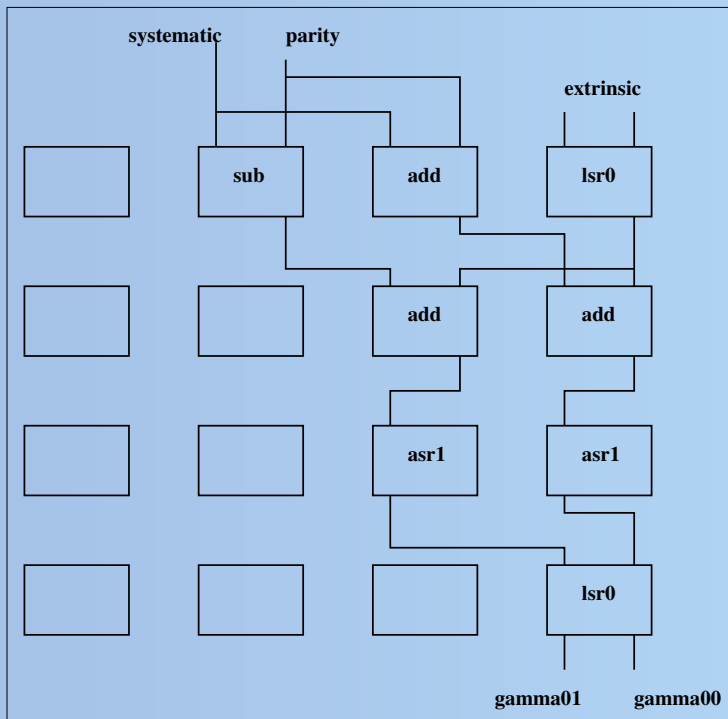 systematic parity
extrinsic
sub add lsr0
add add
asr1 asr1
lsr0
gamma01 gamma00